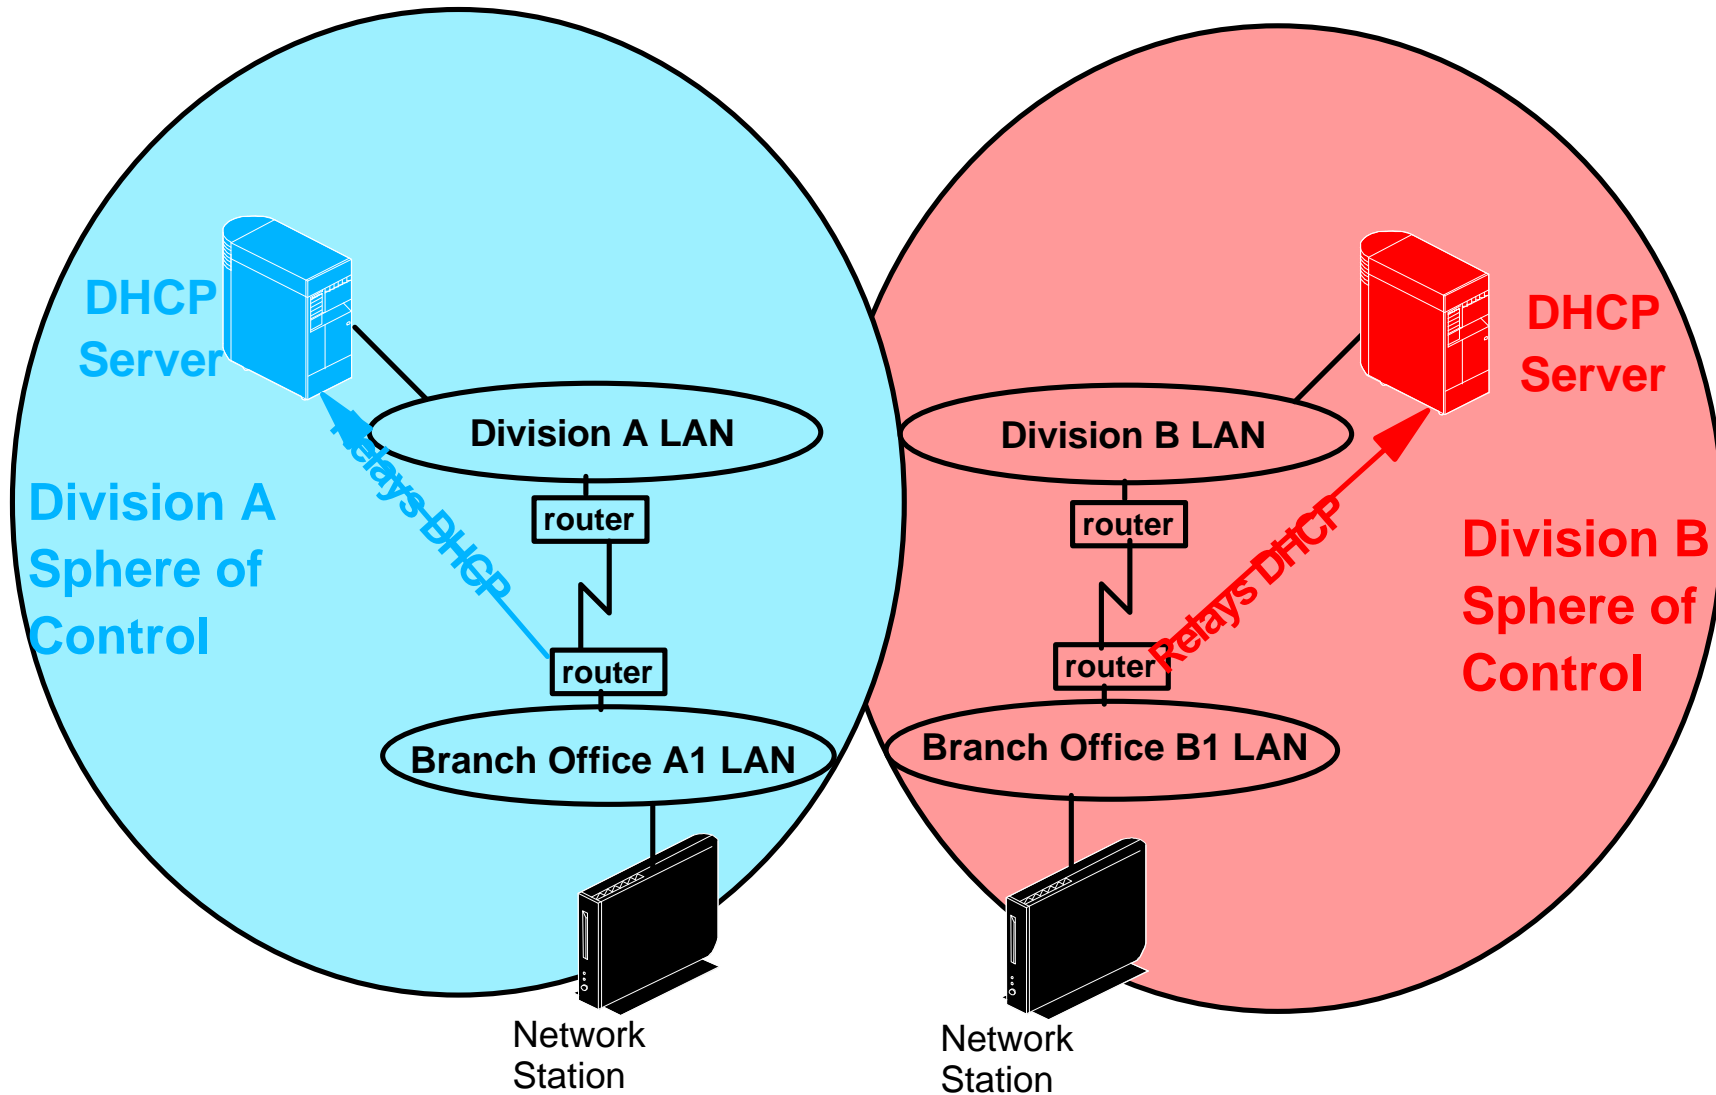 DHCP
Server
Division A LAN
router
Relays DHCP
Division A
Sphere of
Control
router
Branch Office A1 LAN
Network
Station
DHCP
Server
Division B LAN
router
Relays DHCP
Division B
Sphere of
Control
router
Branch Office B1 LAN
Network
Station